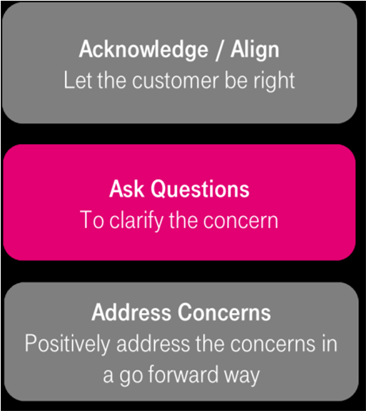 Acknowledge / Align
Let the customer be right
Ask Questions
To clarify the concern
Address Concerns
Positively address the concerns in
a go forward way